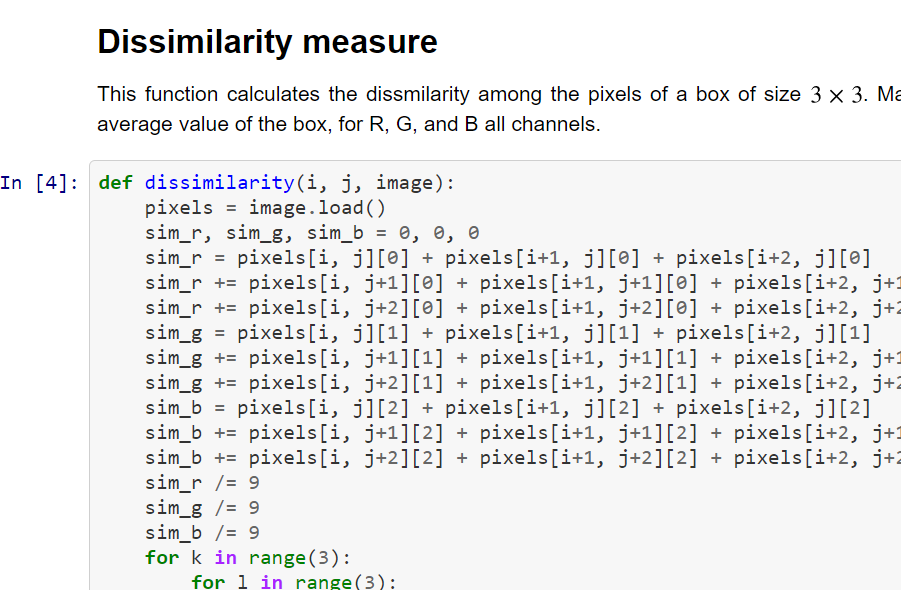 Dissimilarity measure
This function calculates the dissmilarity among the pixels of a box of size 3 × 3. Ma
average value of the box, for R, G, and B all channels.
In [4]: def dissimilarity(i, j, image):
pixels = image.load()
sim_r, sim_g, sim_b = 0, 0, 0
sim_r = pixels[i, j][0] + pixels[i+1, j][0] + pixels[i+2, j][0]
sim_r += pixels[i, j+1][0] + pixels[i+1, j+1][0] + pixels[i+2, j+1
sim_r += pixels[i, j+2][0] + pixels[i+1, j+2][0] + pixels[i+2, j+2
sim_g = pixels[i, j][1] + pixels[i+1, j][1] + pixels[i+2, j][1]
sim_g += pixels[i, j+1][1] + pixels[i+1, j+1][1] + pixels[i+2, j+1
sim_g += pixels[i, j+2][1] + pixels[i+1, j+2][1] + pixels[i+2, j+2
sim_b = pixels[i, j][2] + pixels[i+1, j][2] + pixels[i+2, j][2]
sim_b += pixels[i, j+1][2] + pixels[i+1, j+1][2] + pixels[i+2, j+1
sim_b += pixels[i, j+2][2] + pixels[i+1, j+2][2] + pixels[i+2, j+2
sim_r /= 9
sim_g /= 9
sim_b /= 9
for k in range(3):
for l in range(3):